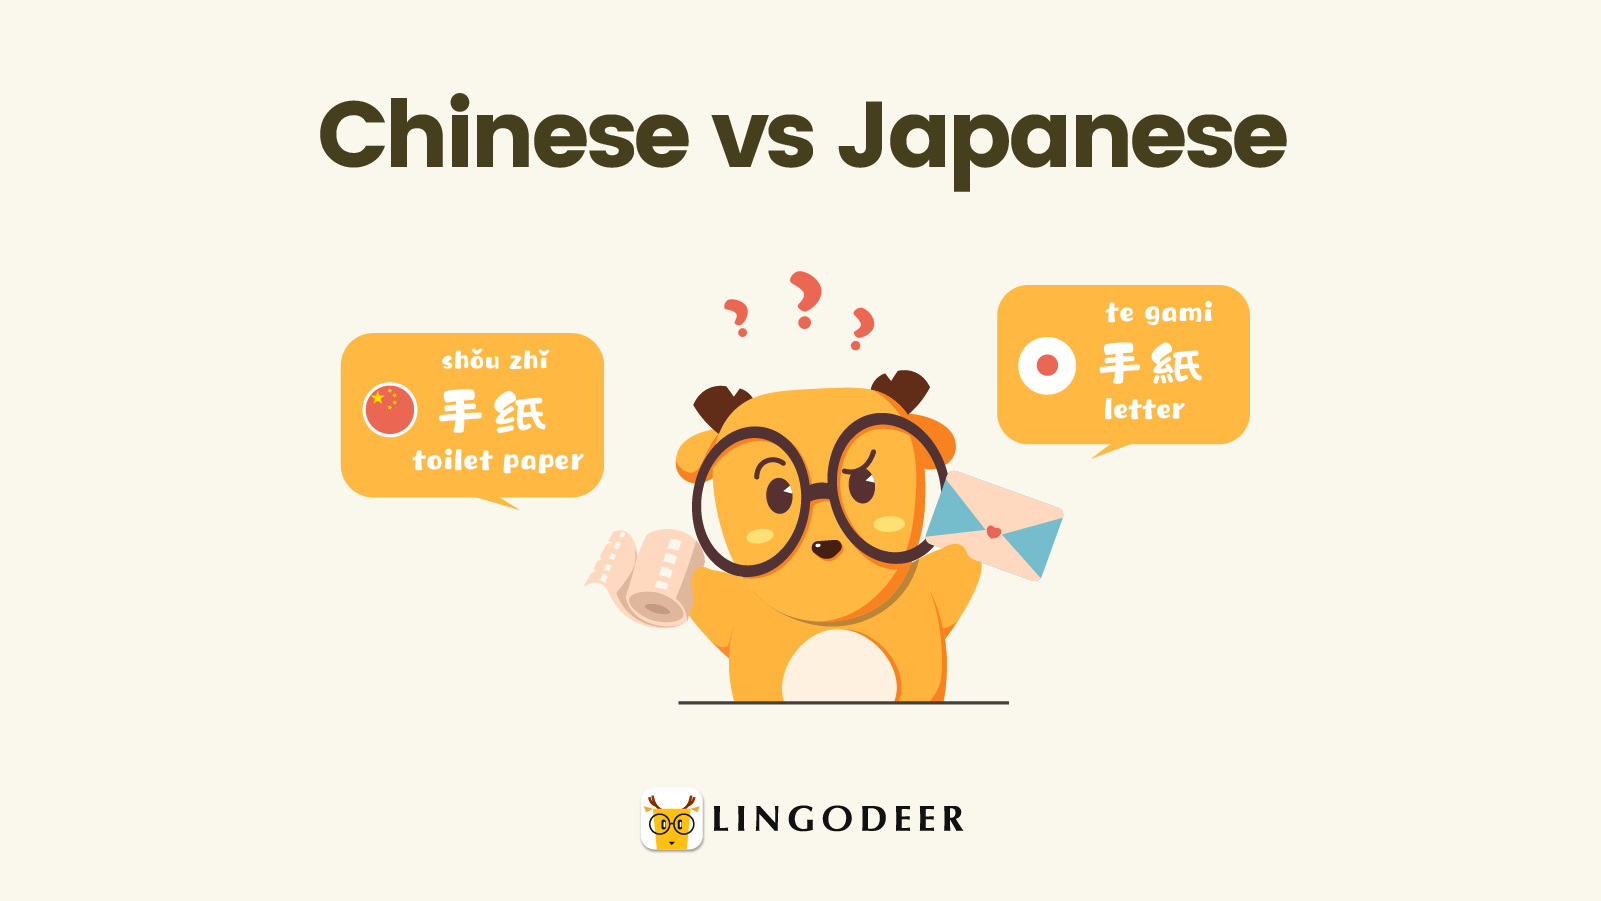 Chinese vs Japanese
? ? ?
shǒu zhǐ
手纸
toilet paper
te gami
手紙
letter
LINGODEER